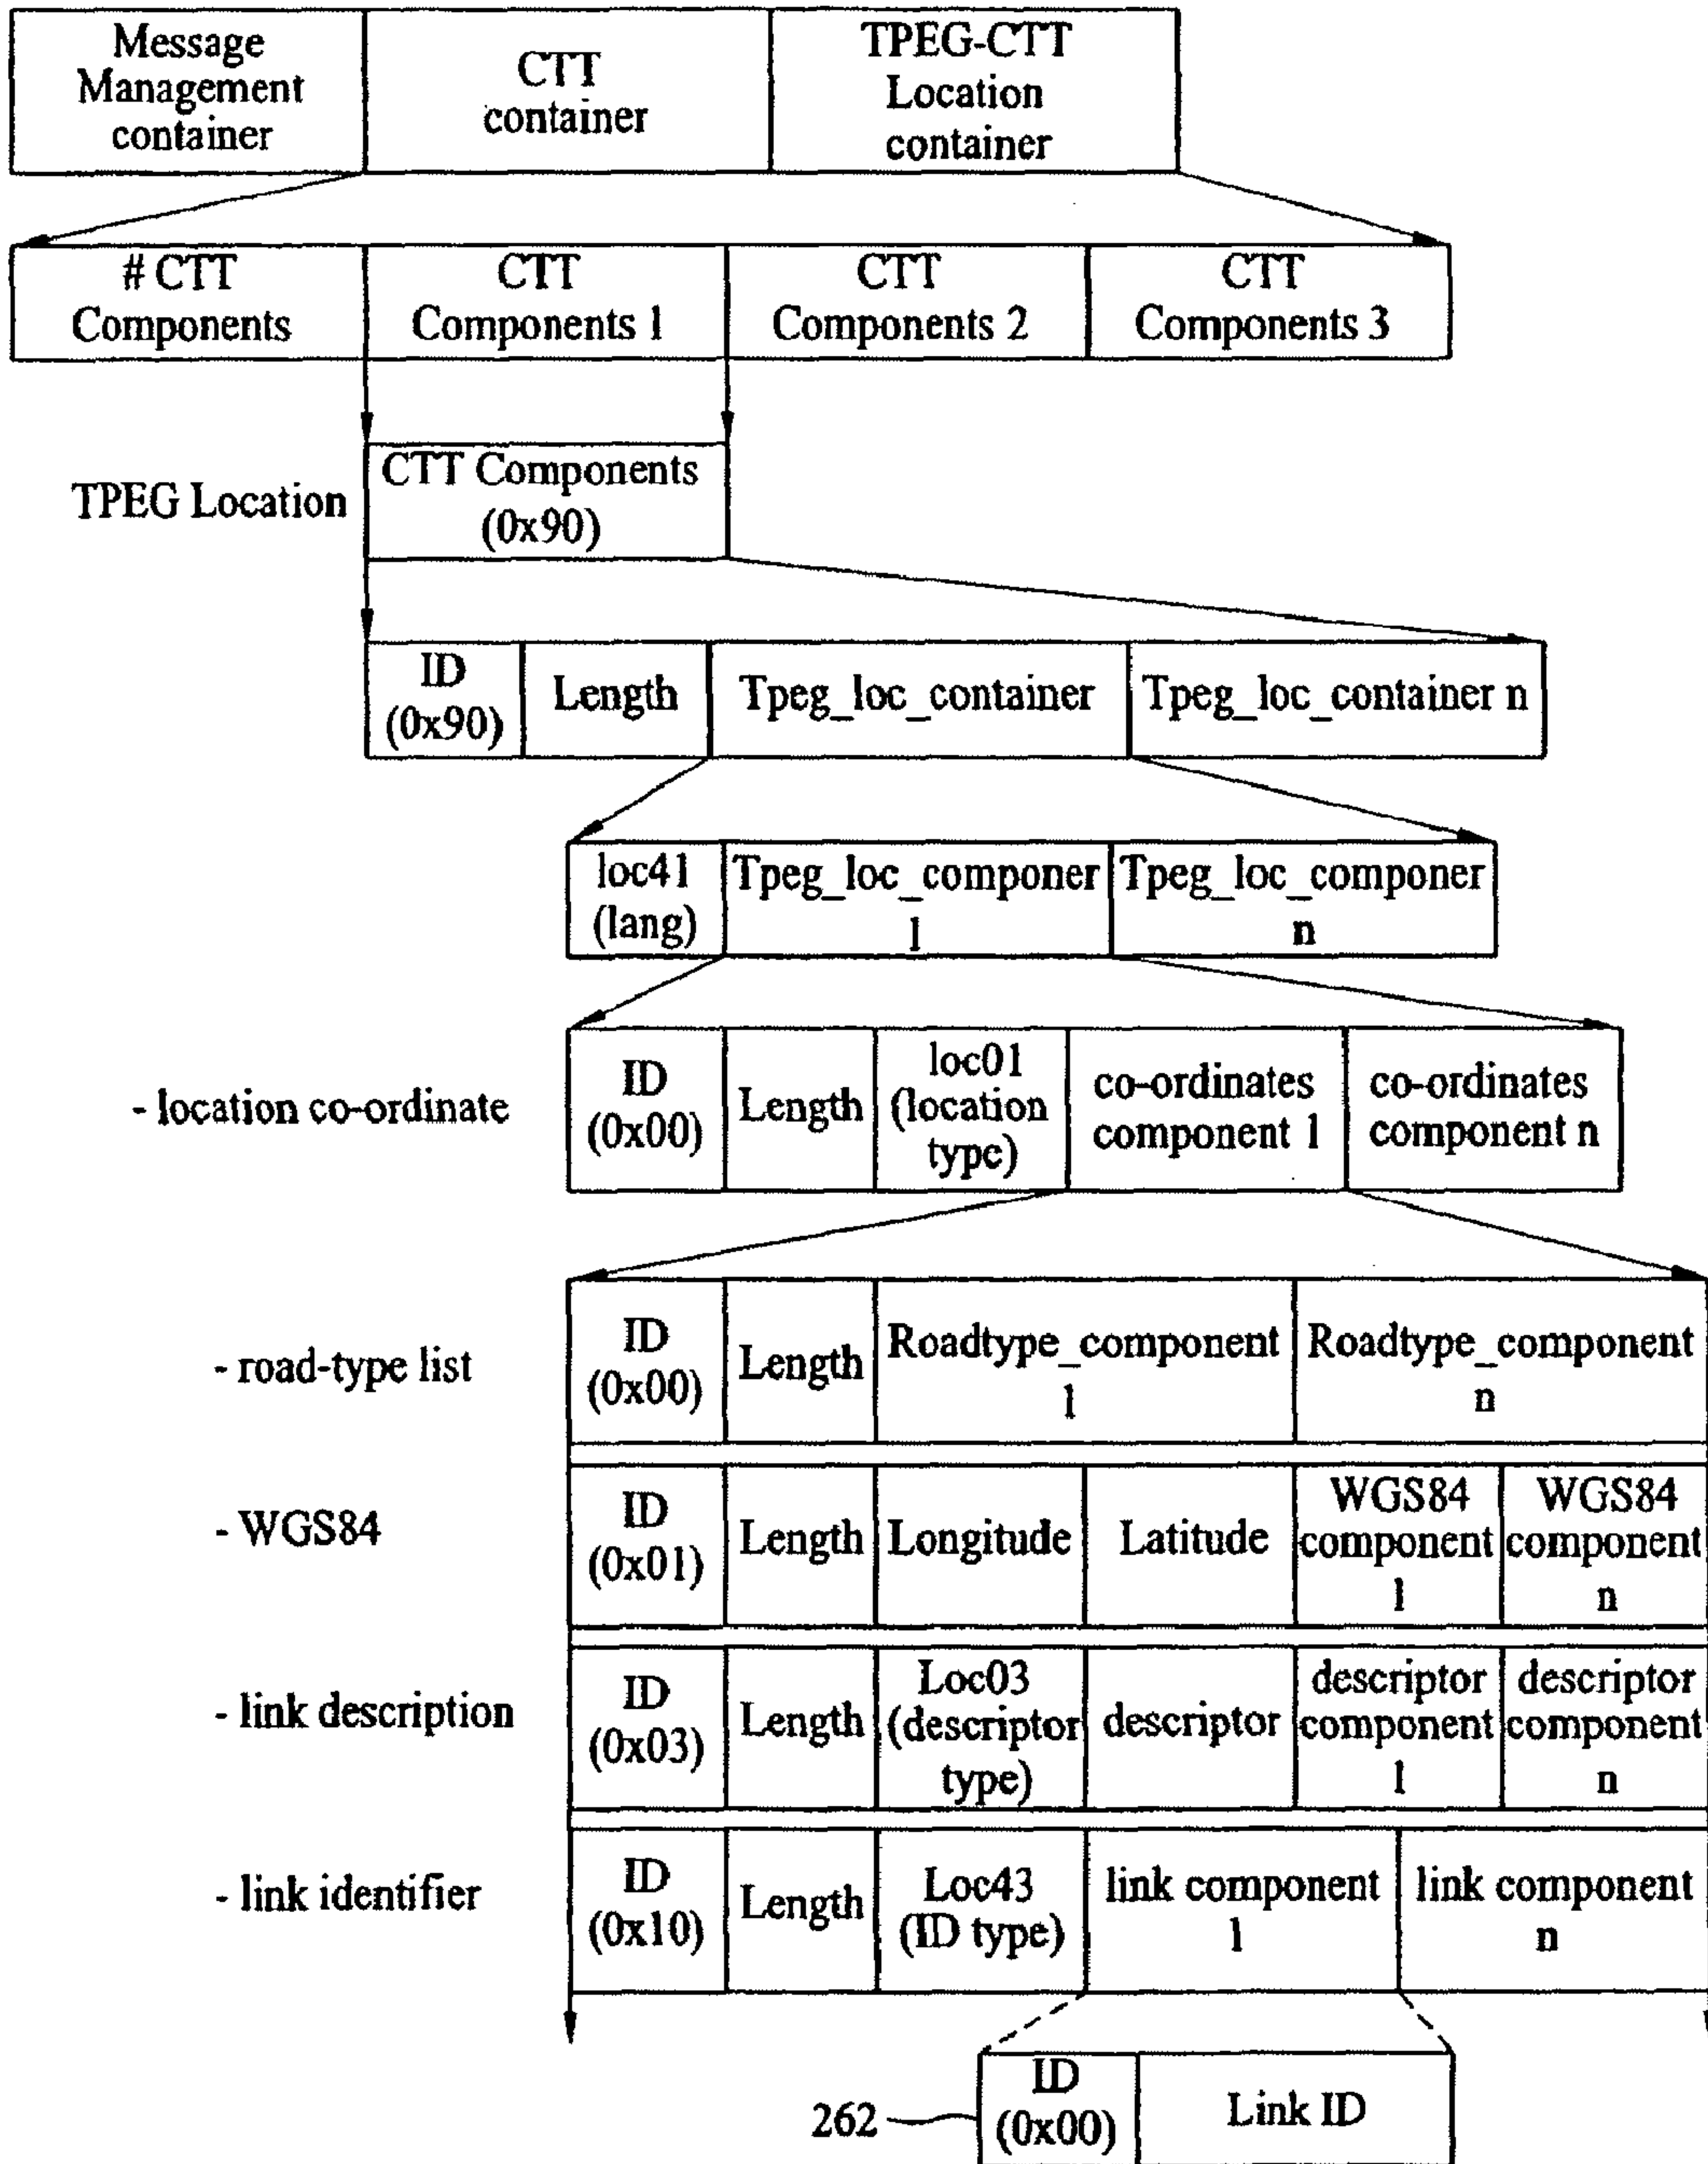 Message Management container
CTT container
TPEG-CTT Location container
# CTT Components
CTT Components 1
CTT Components 2
CTT Components 3
TPEG Location
CTT Components (0x90)
ID (0x90)
Length
Tpeg_loc_container
Tpeg_loc_container n
loc41 (lang)
Tpeg_loc_componer 1
Tpeg_loc_componer n
- location co-ordinate
ID (0x00)
Length
loc01 (location type)
co-ordinates component 1
co-ordinates component n
- road-type list
ID (0x00)
Length
Roadtype_component 1
Roadtype_component n
- WGS84
ID (0x01)
Length
Longitude
Latitude
WGS84 component 1
WGS84 component n
- link description
ID (0x03)
Length
Loc03 (descriptor type)
descriptor
descriptor component 1
descriptor component n
- link identifier
ID (0x10)
Length
Loc43 (ID type)
link component 1
link component n
262
ID (0x00)
Link ID